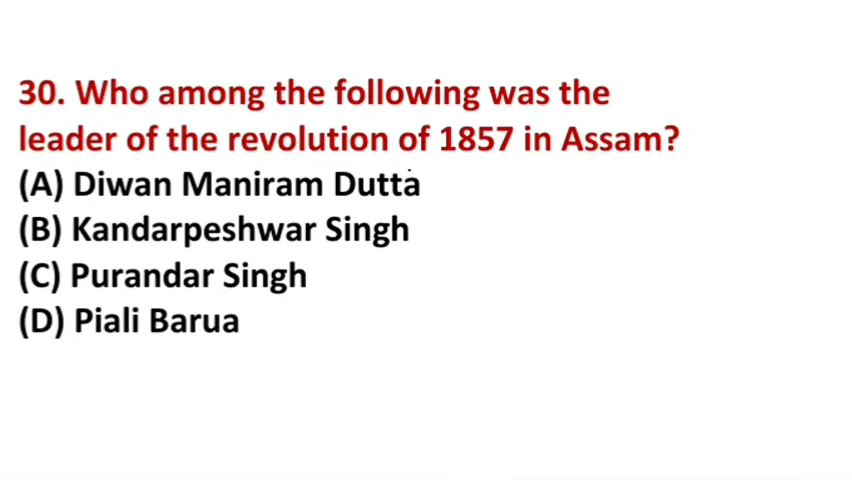 30. Who among the following was the
leader of the revolution of 1857 in Assam?
(A) Diwan Maniram Dutta
(B) Kandarpeshwar Singh
(C) Purandar Singh
(D) Piali Barua